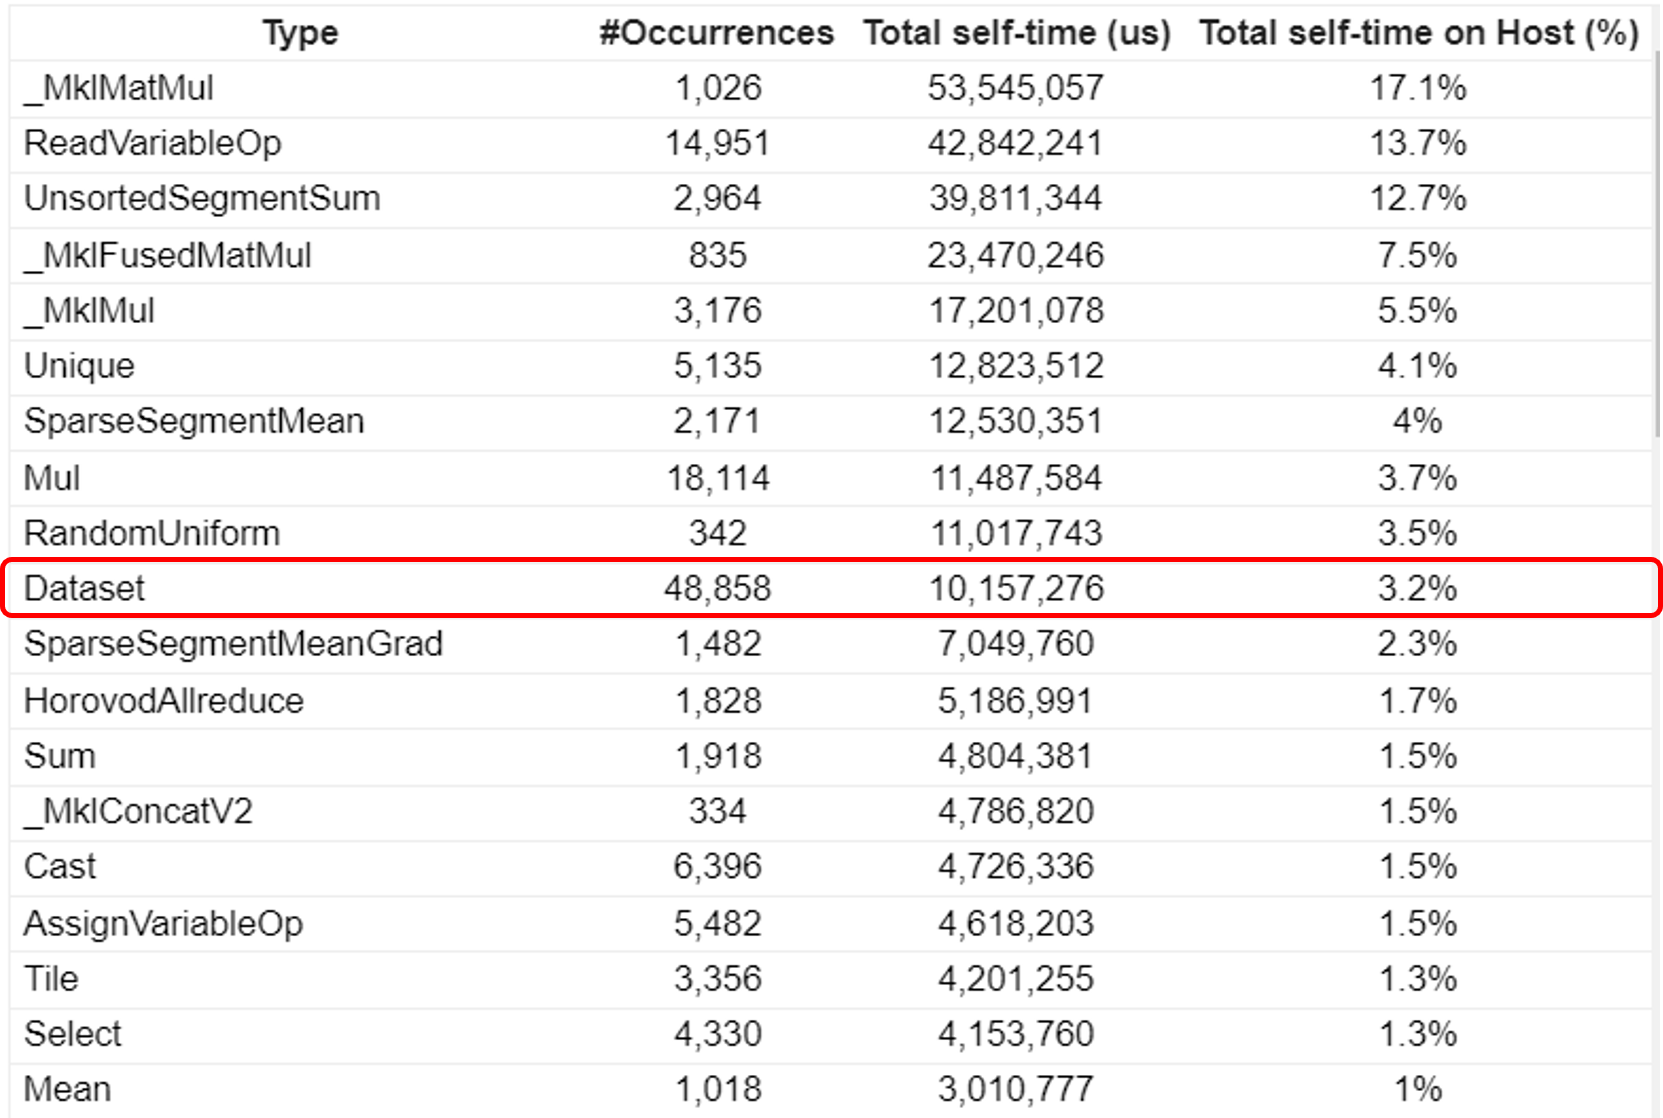 Type #Occurrences Total self-time (us) Total self-time on Host (%)
_MklMatMul 1,026 53,545,057 17.1%
ReadVariableOp 14,951 42,842,241 13.7%
UnsortedSegmentSum 2,964 39,811,344 12.7%
_MklFusedMatMul 835 23,470,246 7.5%
_MklMul 3,176 17,201,078 5.5%
Unique 5,135 12,823,512 4.1%
SparseSegmentMean 2,171 12,530,351 4%
Mul 18,114 11,487,584 3.7%
RandomUniform 342 11,017,743 3.5%
Dataset 48,858 10,157,276 3.2%
SparseSegmentMeanGrad 1,482 7,049,760 2.3%
HorovodAllreduce 1,828 5,186,991 1.7%
Sum 1,918 4,804,381 1.5%
_MklConcatV2 334 4,786,820 1.5%
Cast 6,396 4,726,336 1.5%
AssignVariableOp 5,482 4,618,203 1.5%
Tile 3,356 4,201,255 1.3%
Select 4,330 4,153,760 1.3%
Mean 1,018 3,010,777 1%